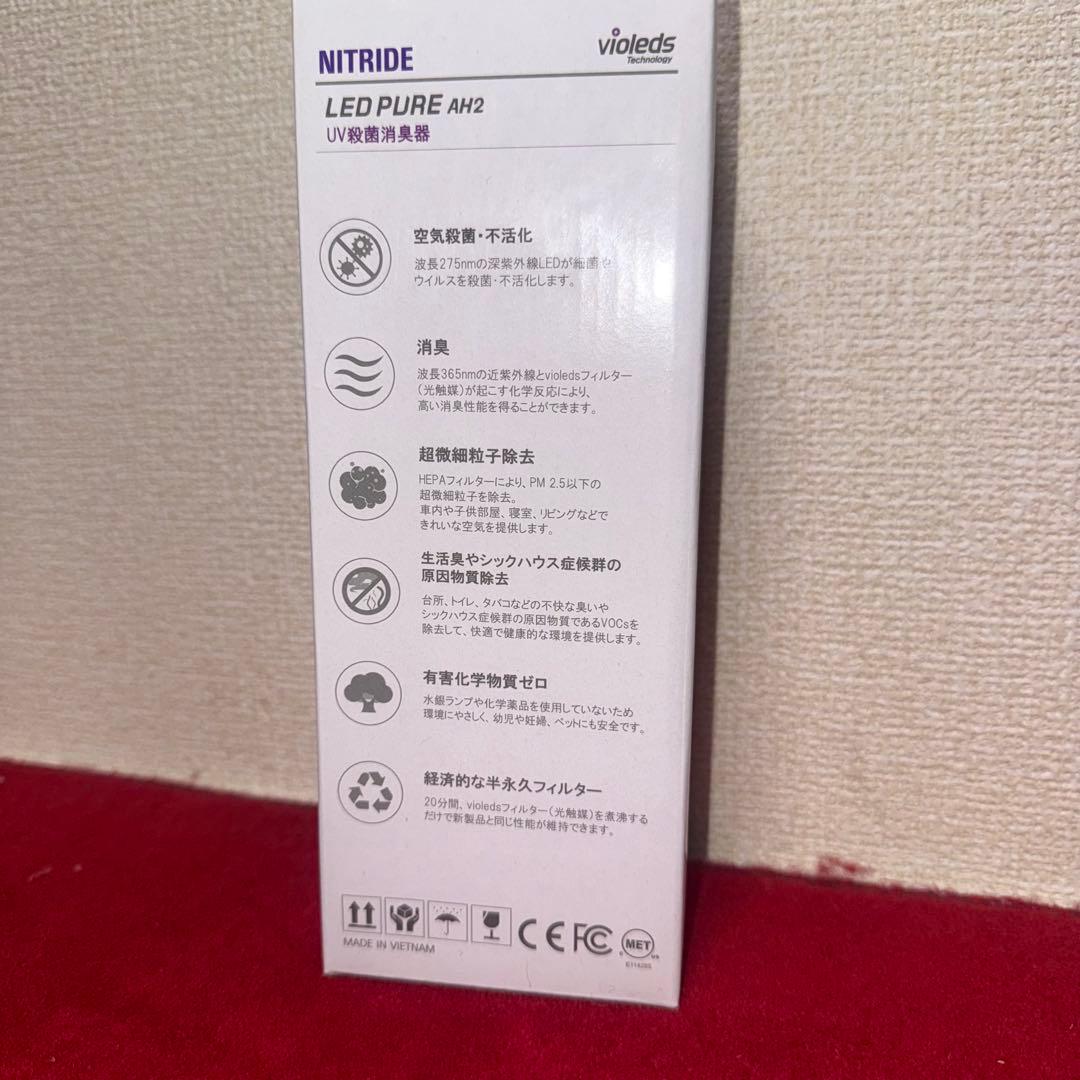 NITRIDE
violeds
Technology
LED PURE AH2
UV殺菌消臭器
空気殺菌・不活化
波長275nmの深紫外線LEDが細菌や
ウイルスを殺菌・不活化します。
消臭
波長365nmの近紫外線とvioledsフィルター
(光触媒)が起こす化学反応により、
高い消臭性能を得ることができます。
超微細粒子除去
HEPAフィルターにより、PM 2.5以下の
超微細粒子を除去。
車内や子供部屋、寝室、リビングなどで
きれいな空気を提供します。
生活臭やシックハウス症候群の
原因物質除去
台所、トイレ、タバコなどの不快な臭いや
シックハウス症候群の原因物質であるVOCsを
除去して、快適で健康的な環境を提供します。
有害化学物質ゼロ
水銀ランプや化学薬品を使用していないため
環境にやさしく、幼児や妊婦、ペットにも安全です。
経済的な半永久フィルター
20分間、violedsフィルター(光触媒)を煮沸する
だけで新製品と同じ性能が維持できます。
CE FC
c MET us
MADE IN VIETNAM